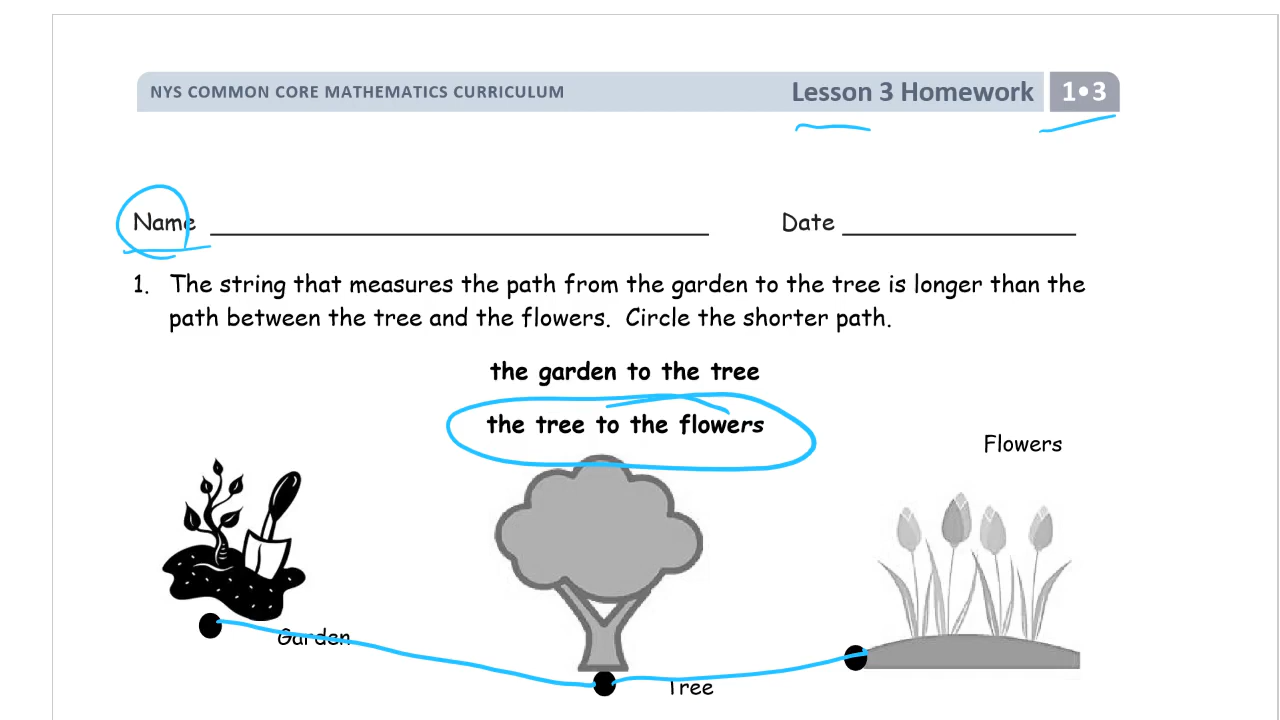 NYS COMMON CORE MATHEMATICS CURRICULUM Lesson 3 Homework 1•3
Name Date
1. The string that measures the path from the garden to the tree is longer than the
path between the tree and the flowers. Circle the shorter path.
the garden to the tree
the tree to the flowers
Flowers
Garden
Tree